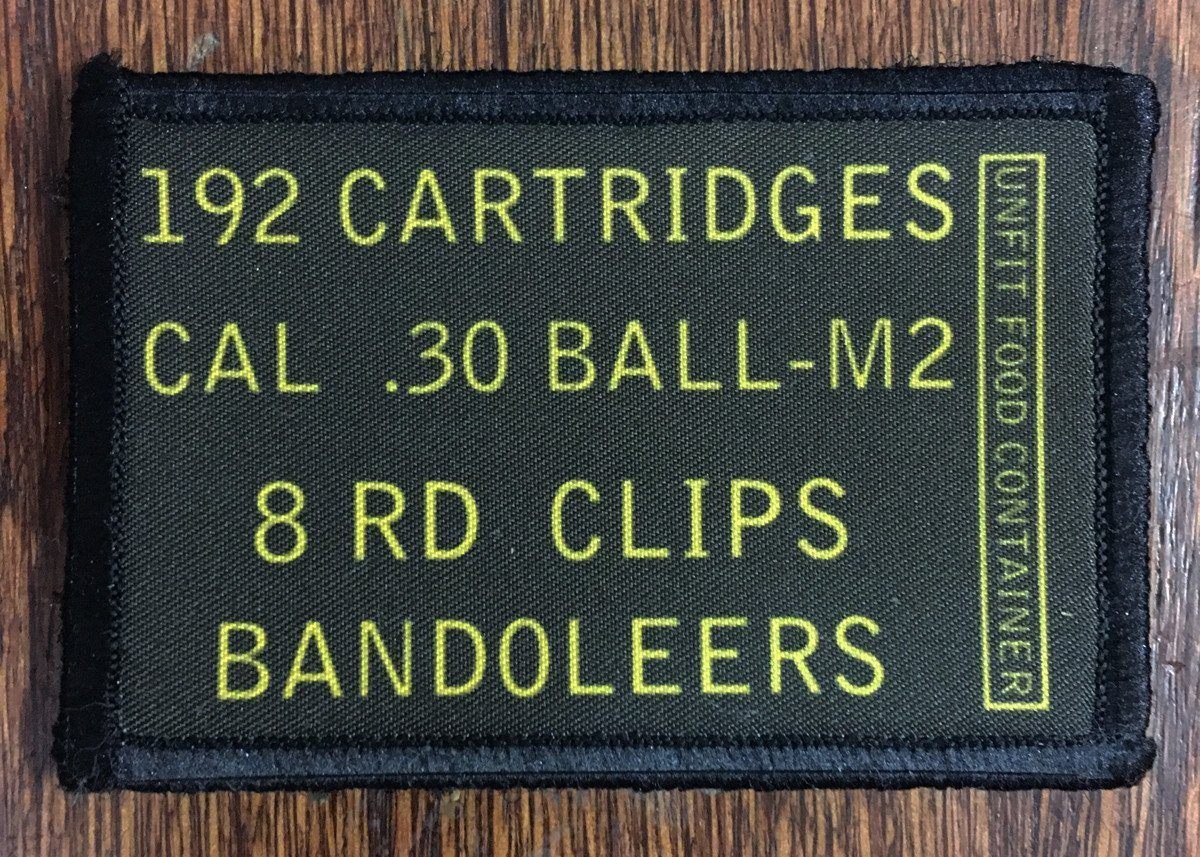 192 CARTRIDGES
CAL .30 BALL-M2
8 RD CLIPS
BANDOLEERS
UNFIT FOOD CONTAINER